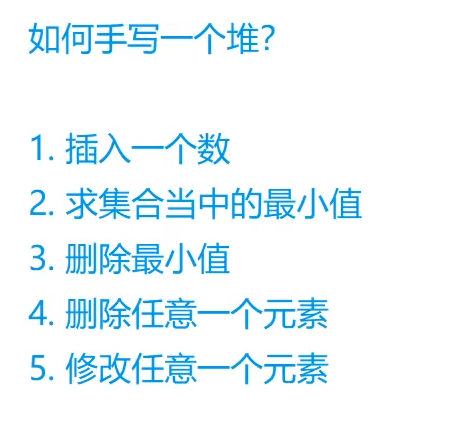 如何手写一个堆？
1. 插入一个数
2. 求集合当中的最小值
3. 删除最小值
4. 删除任意一个元素
5. 修改任意一个元素